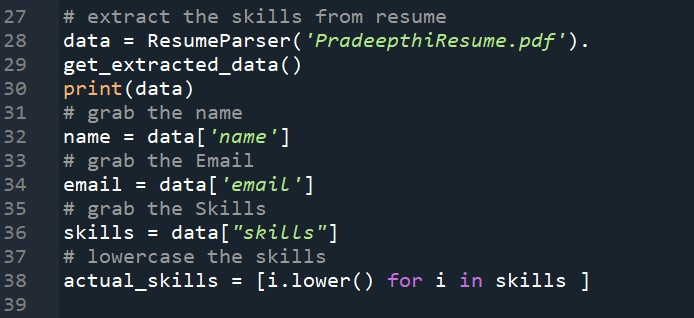 27 # extract the skills from resume
28 data = ResumeParser('PradeepthiResume.pdf').
29 get_extracted_data()
30 print(data)
31 # grab the name
32 name = data['name']
33 # grab the Email
34 email = data['email']
35 # grab the Skills
36 skills = data["skills"]
37 # lowercase the skills
38 actual_skills = [i.lower() for i in skills ]
39